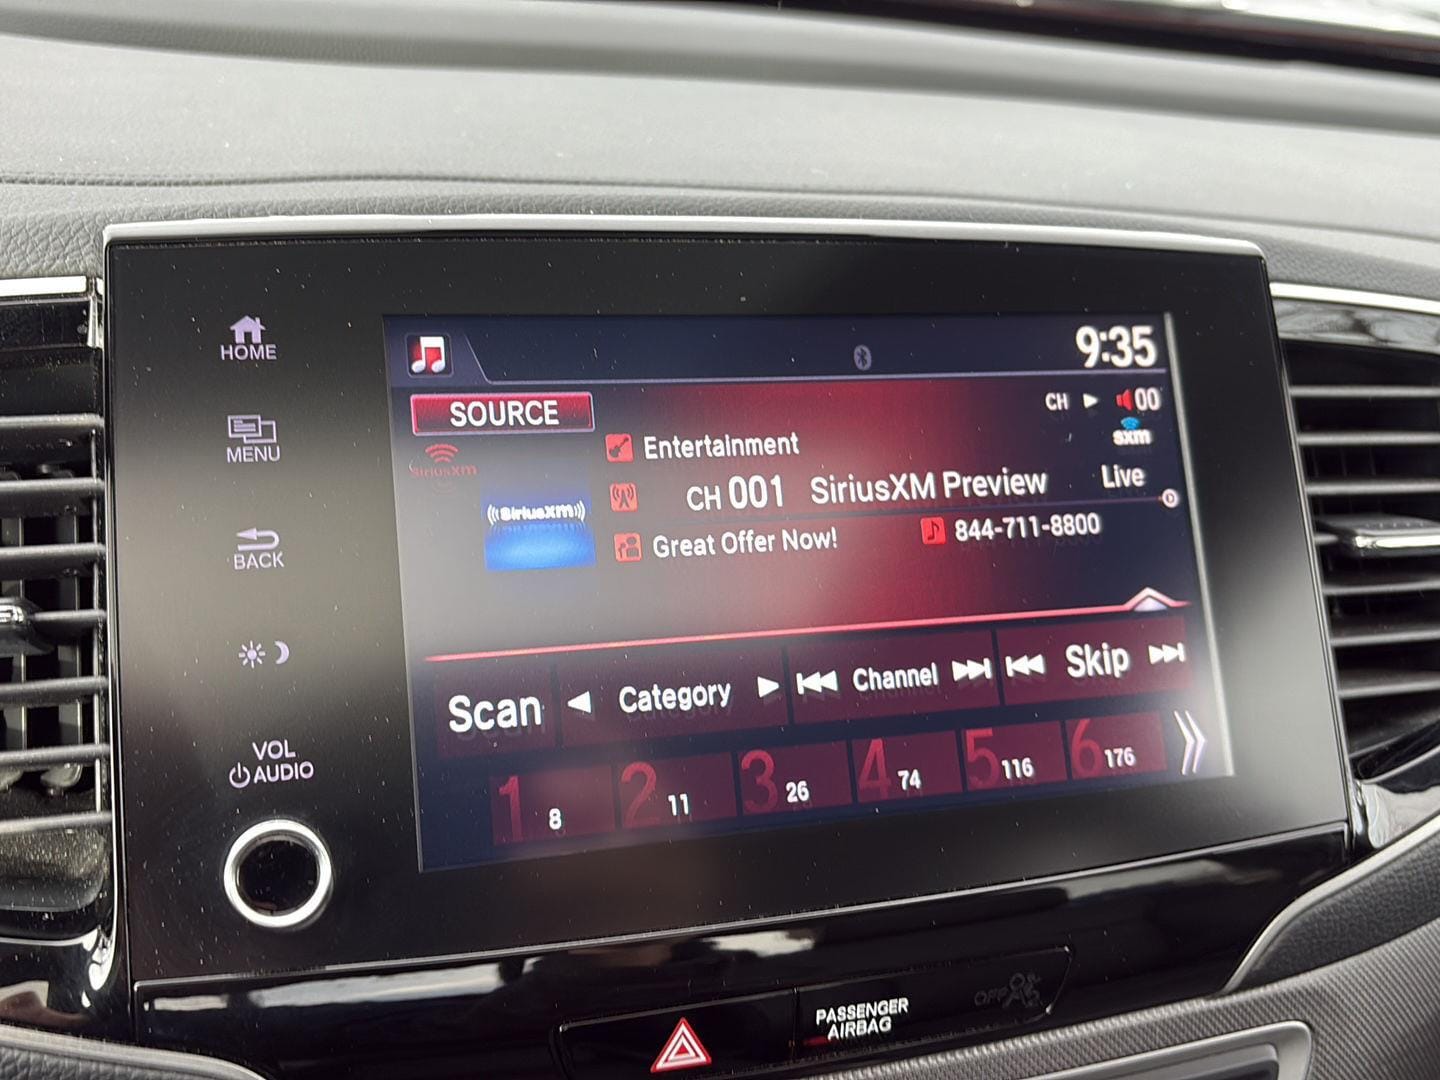 HOME
MENU
BACK
VOL
AUDIO
9:35
SOURCE
CH 00
sxm
SiriusXM
Entertainment
SiriusXM
CH 001 SiriusXM Preview
Live
Great Offer Now!
844-711-8800
Scan
Category
Channel
Skip
1 8
2 11
3 26
4 74
5 116
6 176
PASSENGER
AIRBAG
OFF